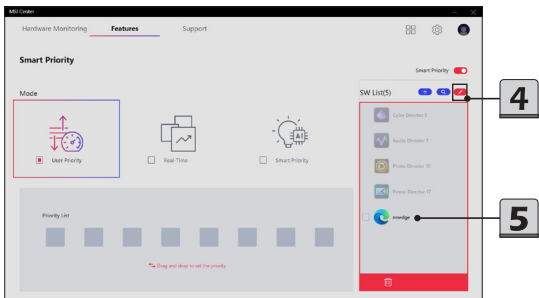 MSI Center
Hardware Monitoring Features Support
Smart Priority
Smart Priority
Mode
SW List(5)
4
Color Director 5
Audio Director 7
User Priority
Real-Time
Smart Priority
Photo Director 10
Power Director 17
msedge
5
Priority List
Drag and drop to set the priority